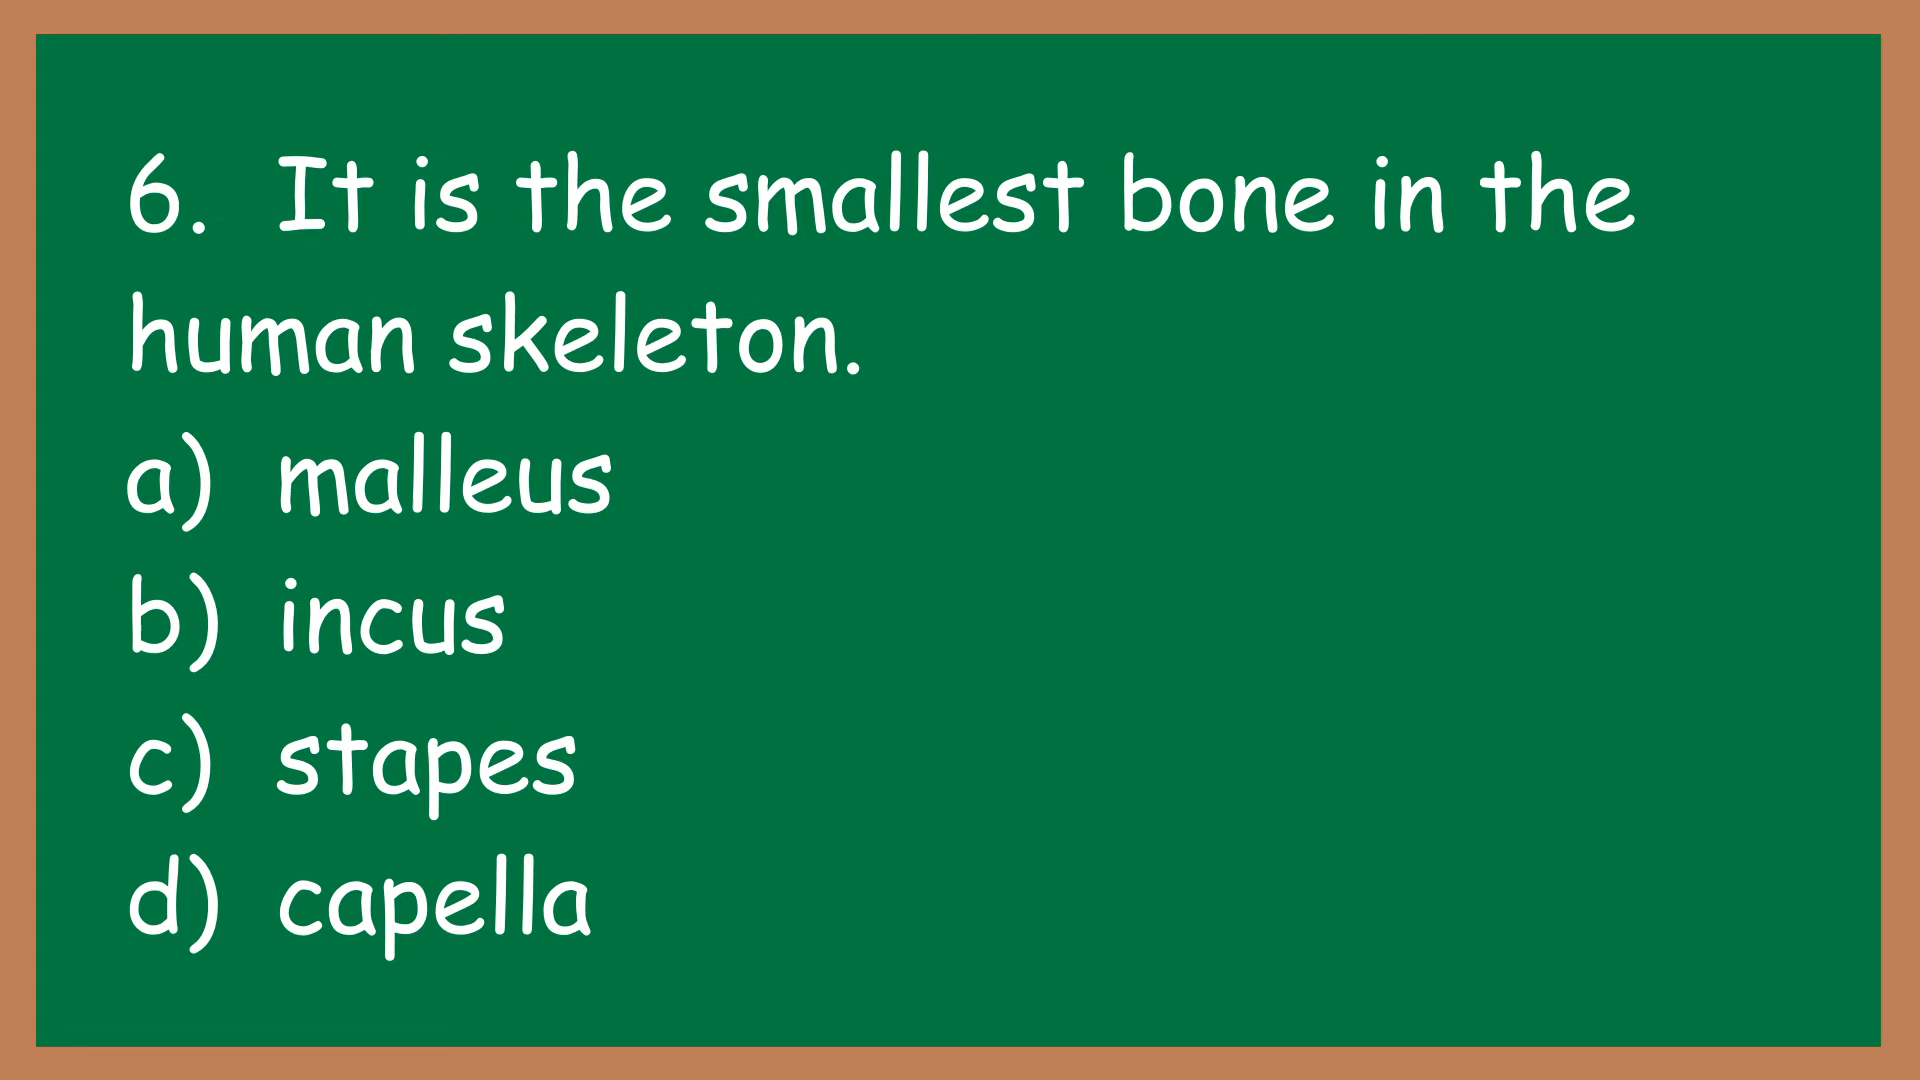 6. It is the smallest bone in the
human skeleton.
a) malleus
b) incus
c) stapes
d) capella